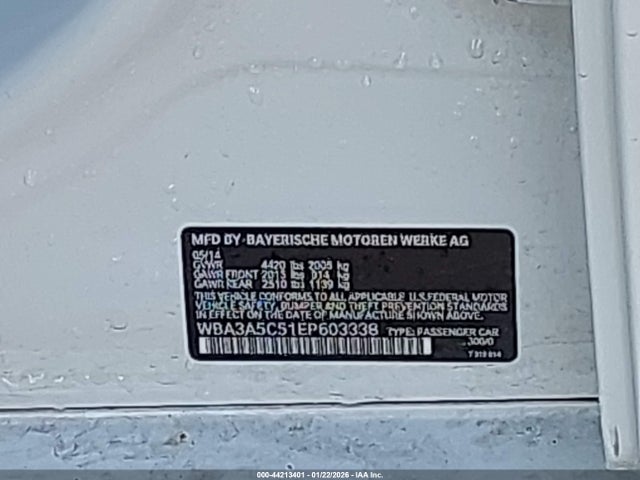 MFD BY BAYERISCHE MOTOREN WERKE AG
05/14
GVWR 4420 lbs 2005 kg
GAWR FRONT 2015 lbs 914 kg
GAWR REAR 2510 lbs 1139 kg
THIS VEHICLE CONFORMS TO ALL APPLICABLE U.S. FEDERAL MOTOR
VEHICLE SAFETY, BUMPER AND THEFT PREVENTION STANDARDS
IN EFFECT ON THE DATE OF MANUFACTURE SHOWN ABOVE.
WBA3A5C51EP603338 TYPE: PASSENGER CAR
300/0
000-44213401 - 01/22/2026 - IAA Inc.